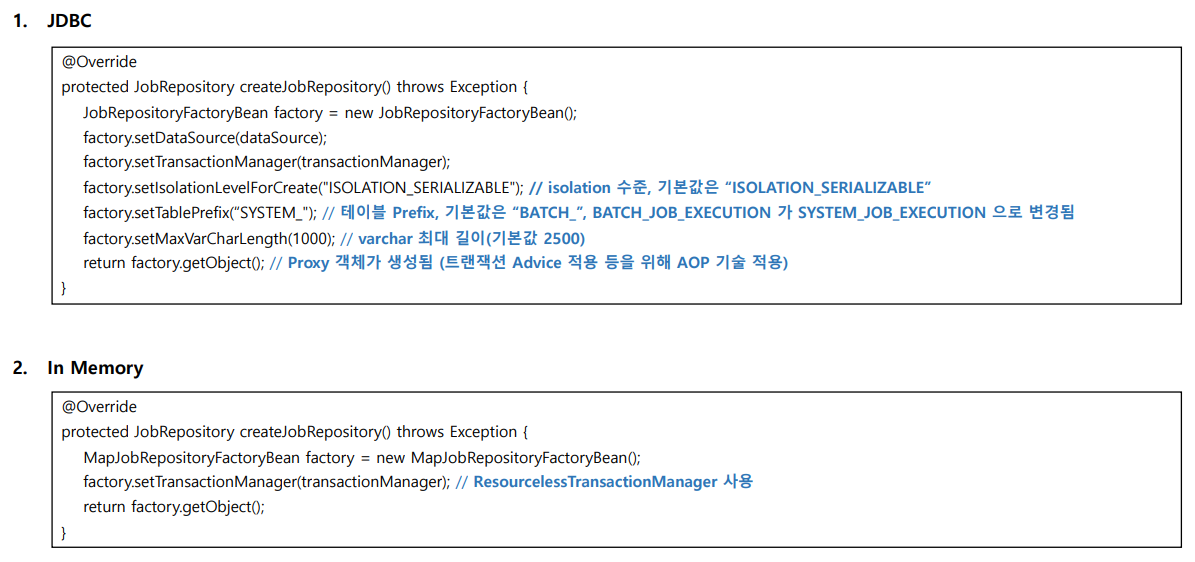 1. JDBC
@Override
protected JobRepository createJobRepository() throws Exception {
JobRepositoryFactoryBean factory = new JobRepositoryFactoryBean();
factory.setDataSource(dataSource);
factory.setTransactionManager(transactionManager);
factory.setIsolationLevelForCreate("ISOLATION_SERIALIZABLE"); // isolation 수준, 기본값은 “ISOLATION_SERIALIZABLE”
factory.setTablePrefix(“SYSTEM_"); // 테이블 Prefix, 기본값은 “BATCH_”, BATCH_JOB_EXECUTION 가 SYSTEM_JOB_EXECUTION 으로 변경됨
factory.setMaxVarCharLength(1000); // varchar 최대 길이(기본값 2500)
return factory.getObject(); // Proxy 객체가 생성됨 (트랜잭션 Advice 적용 등을 위해 AOP 기술 적용)
}
2. In Memory
@Override
protected JobRepository createJobRepository() throws Exception {
MapJobRepositoryFactoryBean factory = new MapJobRepositoryFactoryBean();
factory.setTransactionManager(transactionManager); // ResourcelessTransactionManager 사용
return factory.getObject();
}